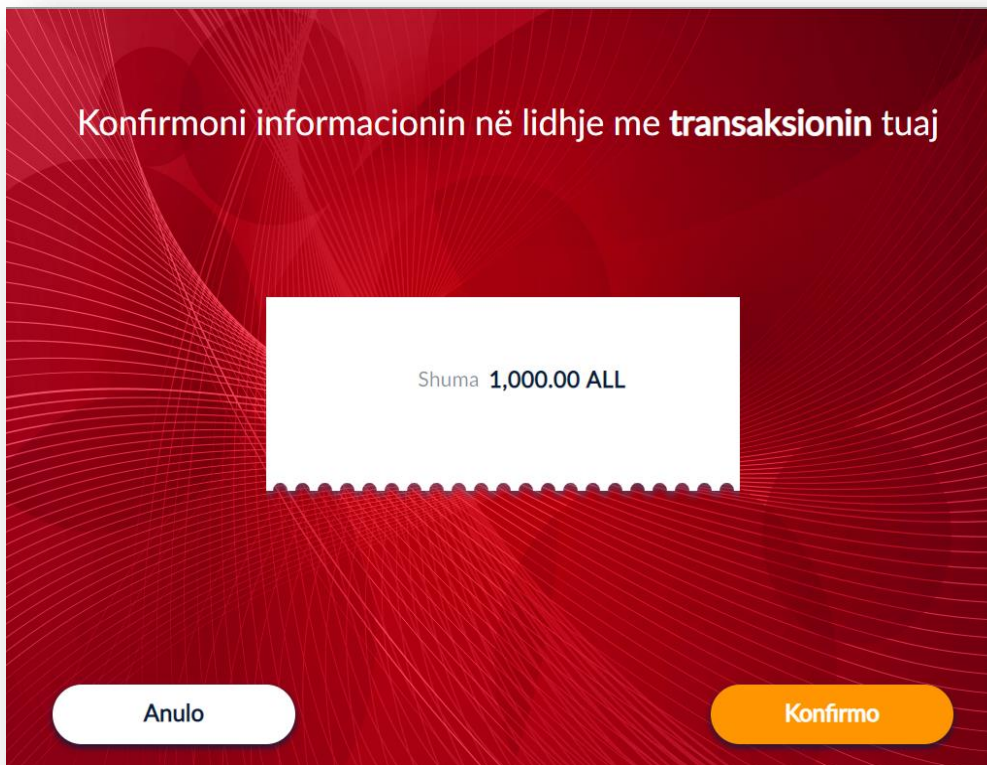 Konfirmoni informacionin në lidhje me transaksionin tuaj
Shuma 1,000.00 ALL
Anulo
Konfirmo